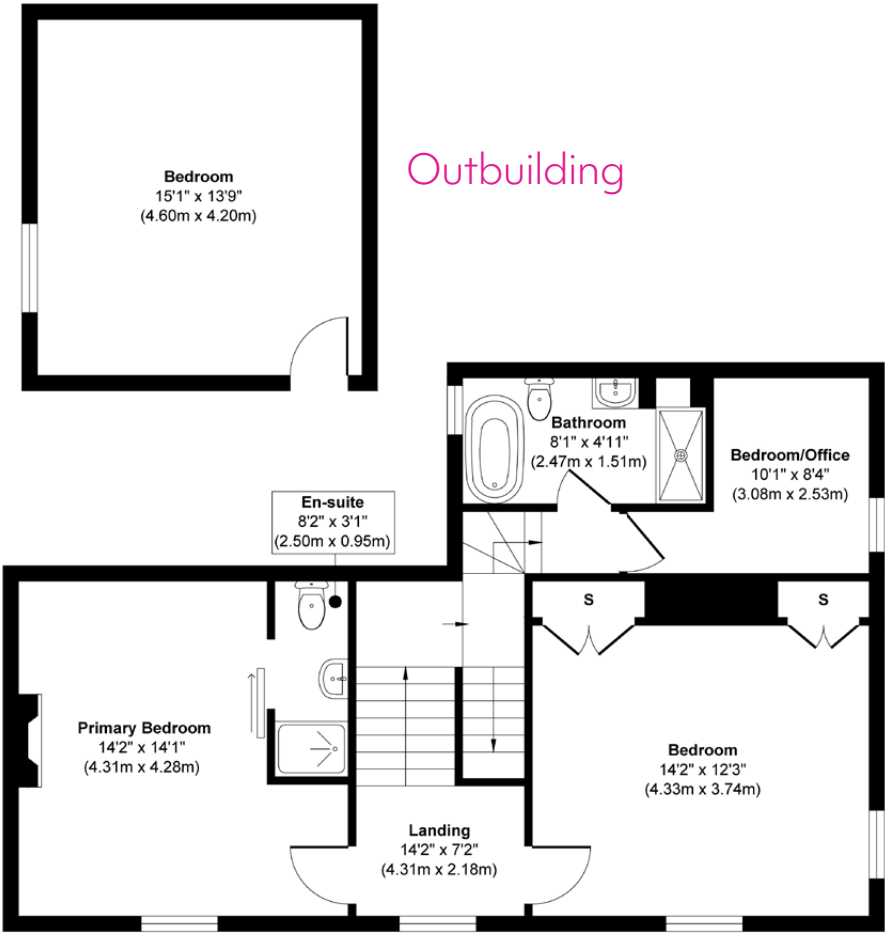 Bedroom
15'1" x 13'9"
(4.60m x 4.20m)
Outbuilding
Bathroom
8'1" x 4'11"
(2.47m x 1.51m)
Bedroom/Office
10'1" x 8'4"
(3.08m x 2.53m)
En-suite
8'2" x 3'1"
(2.50m x 0.95m)
S
S
Primary Bedroom
14'2" x 14'1"
(4.31m x 4.28m)
Bedroom
14'2" x 12'3"
(4.33m x 3.74m)
Landing
14'2" x 7'2"
(4.31m x 2.18m)